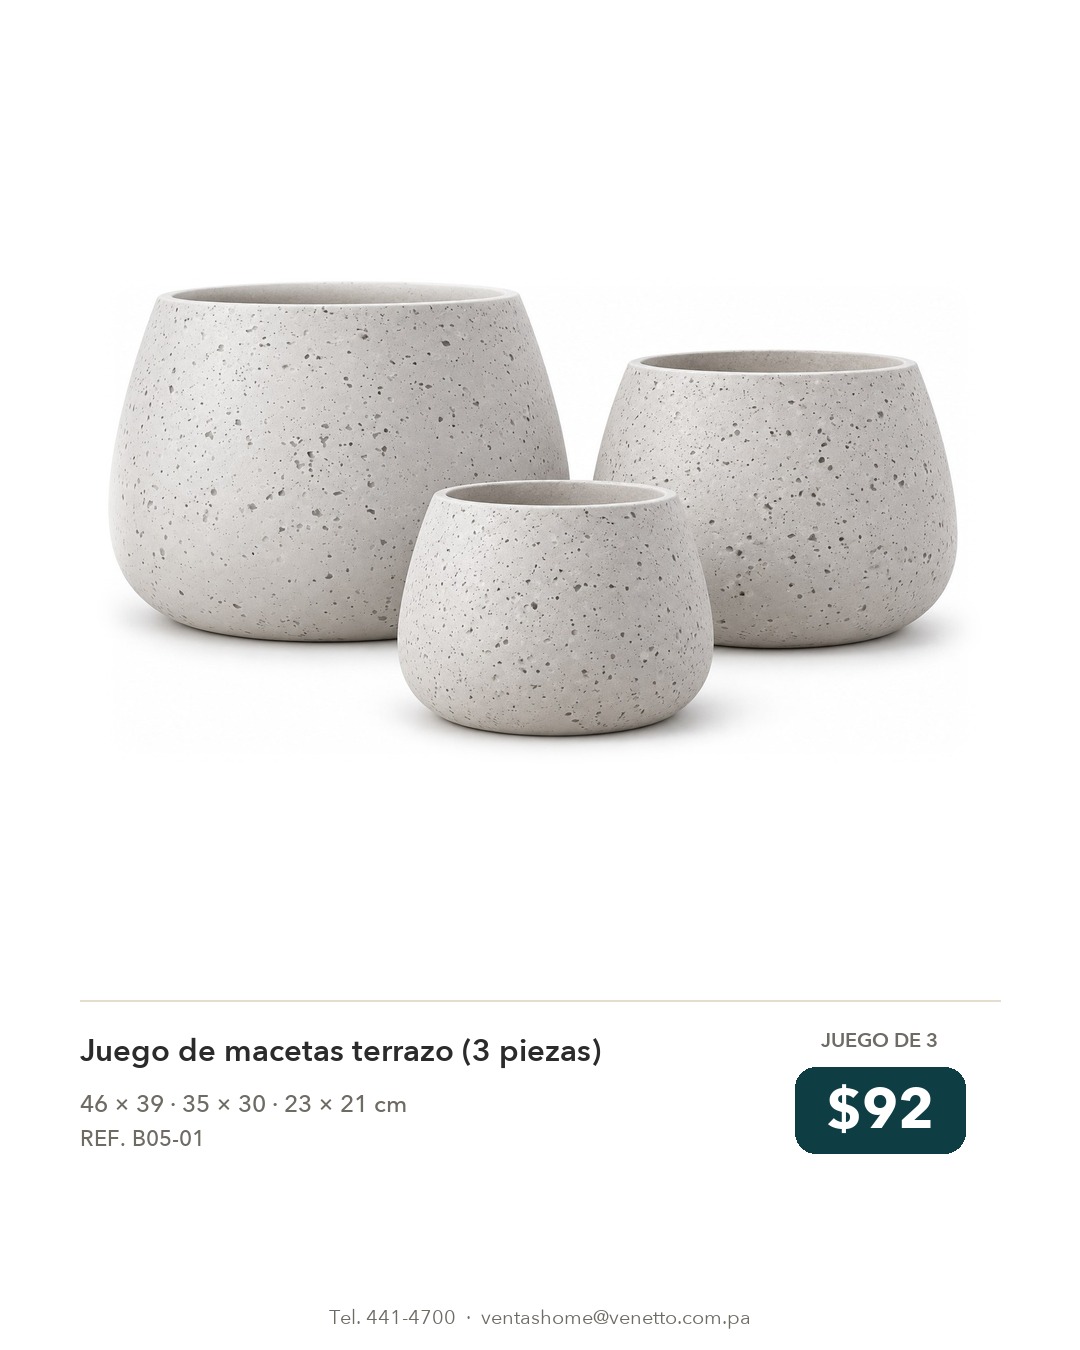 Juego de macetas terrazo (3 piezas)
46 × 39 · 35 × 30 · 23 × 21 cm
REF. B05-01
JUEGO DE 3
$92
Tel. 441-4700 · ventashome@venetto.com.pa